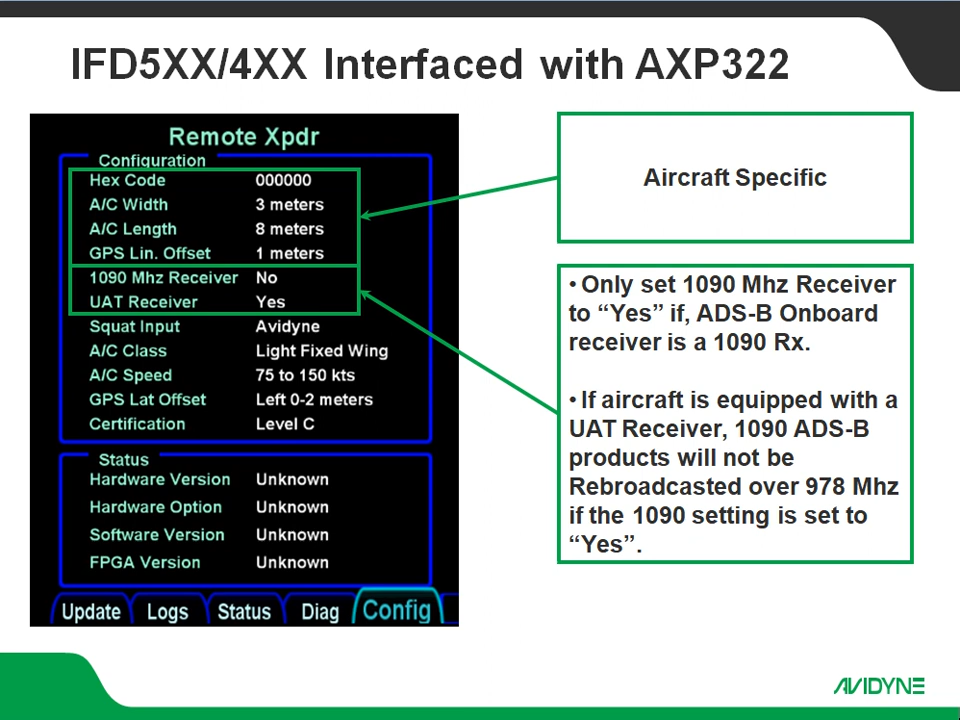 IFD5XX/4XX Interfaced with AXP322
Remote Xpdr
Configuration
Hex Code 000000
A/C Width 3 meters
A/C Length 8 meters
GPS Lin. Offset 1 meters
1090 Mhz Receiver No
UAT Receiver Yes
Squat Input Avidyne
A/C Class Light Fixed Wing
A/C Speed 75 to 150 kts
GPS Lat Offset Left 0-2 meters
Certification Level C
Status
Hardware Version Unknown
Hardware Option Unknown
Software Version Unknown
FPGA Version Unknown
Update Logs Status Diag Config
Aircraft Specific
• Only set 1090 Mhz Receiver
to “Yes” if, ADS-B Onboard
receiver is a 1090 Rx.
• If aircraft is equipped with a
UAT Receiver, 1090 ADS-B
products will not be
Rebroadcasted over 978 Mhz
if the 1090 setting is set to
“Yes”.
AVIDYNE